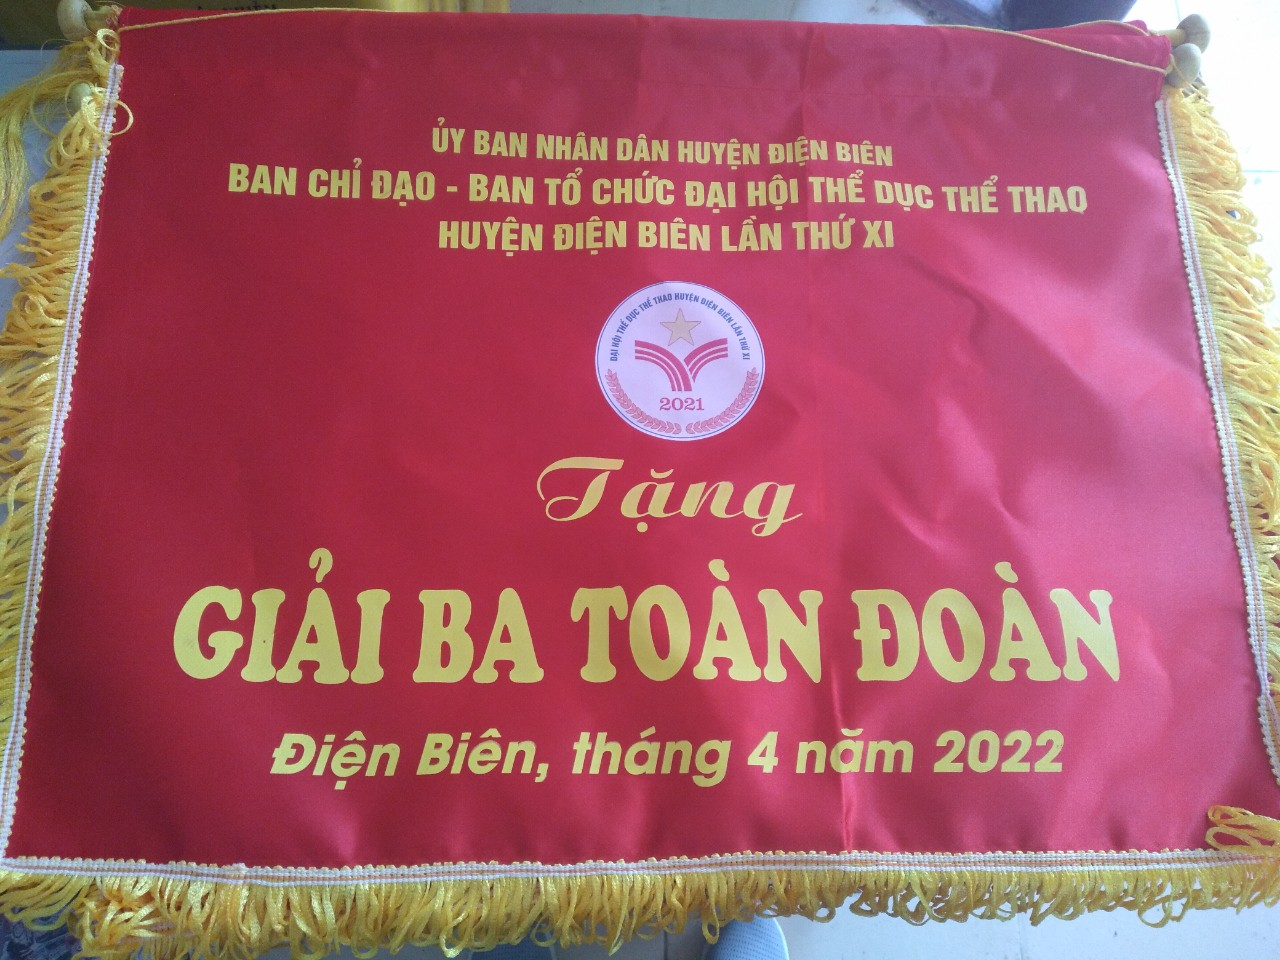 ỦY BAN NHÂN DÂN HUYỆN ĐIỆN BIÊN
BAN CHỈ ĐẠO - BAN TỔ CHỨC ĐẠI HỘI THỂ DỤC THỂ THAO
HUYỆN ĐIỆN BIÊN LẦN THỨ XI
ĐẠI HỘI THỂ DỤC THỂ THAO HUYỆN ĐIỆN BIÊN LẦN THỨ XI
2021
Tặng
GIẢI BA TOÀN ĐOÀN
Điện Biên, tháng 4 năm 2022